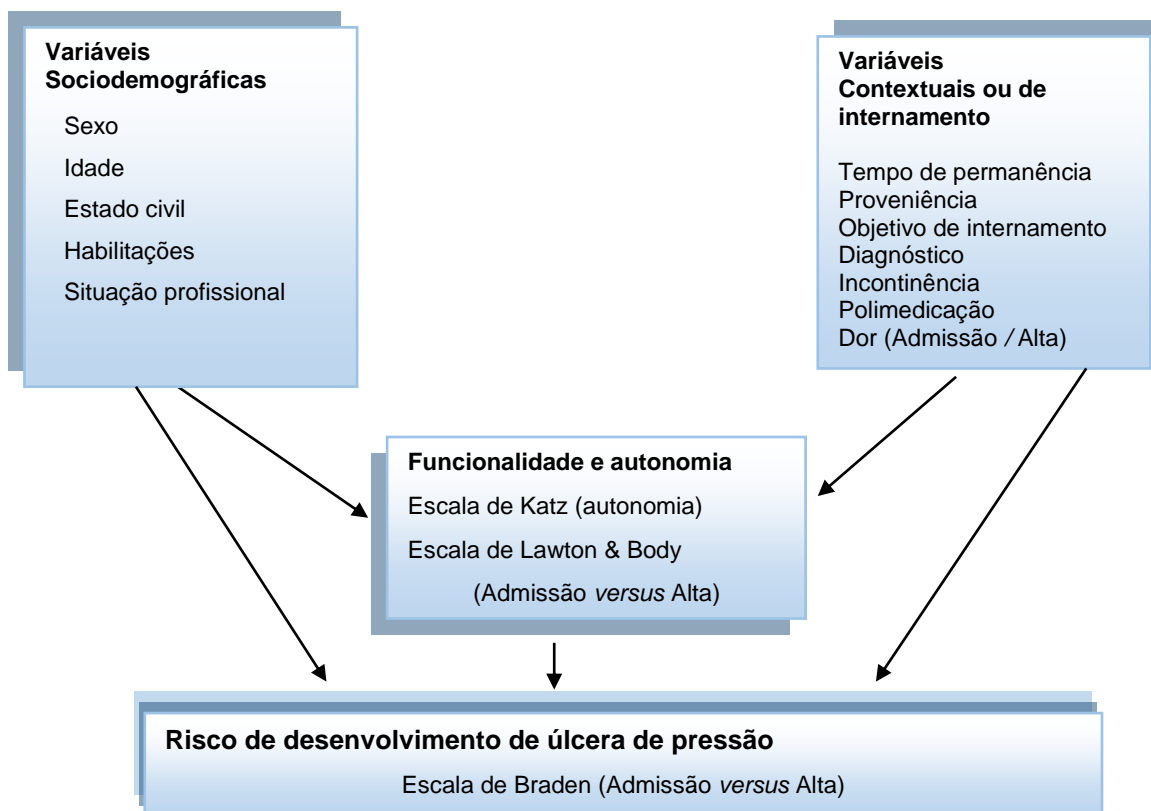 Variáveis
Sociodemográficas
Sexo
Idade
Estado civil
Habilitações
Situação profissional
Variáveis
Contextuais ou de
internamento
Tempo de permanência
Proveniência
Objetivo de internamento
Diagnóstico
Incontinência
Polimedicação
Dor (Admissão / Alta)
Funcionalidade e autonomia
Escala de Katz (autonomia)
Escala de Lawton & Body
(Admissão versus Alta)
Risco de desenvolvimento de úlcera de pressão
Escala de Braden (Admissão versus Alta)